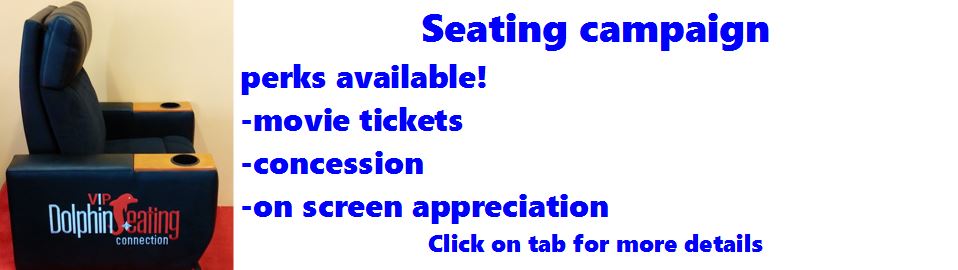 Seating campaign
perks available!
-movie tickets
-concession
-on screen appreciation
Click on tab for more details
VIP
Dolphin Seating
connection